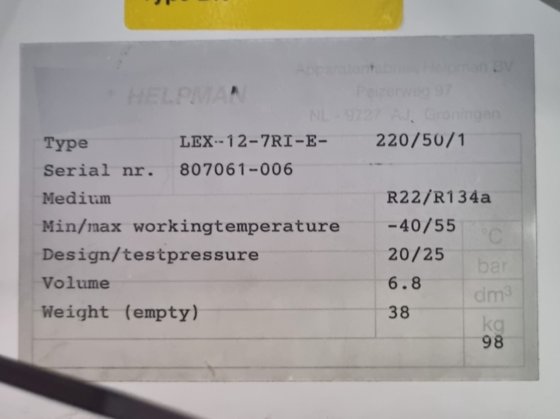 HELPMAN
Apparatenfabriek Helpman BV
Peizerweg 97
NL - 9727 AJ, Groningen
Type LEX-12-7RI-E- 220/50/1
Serial nr. 807061-006
Medium R22/R134a
Min/max workingtemperature -40/55 °C
Design/testpressure 20/25 bar
Volume 6.8 dm³
Weight (empty) 38 kg
98